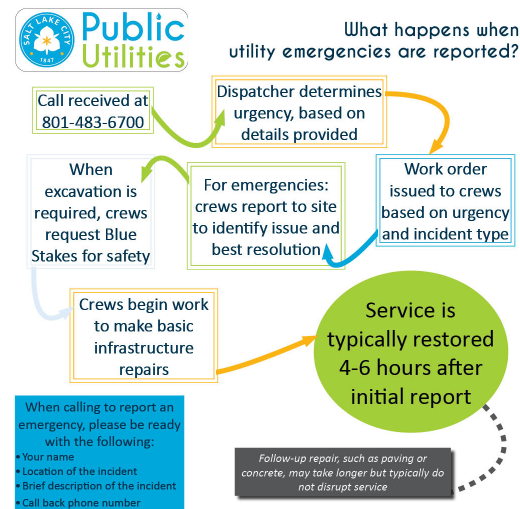 SALT LAKE CITY
1847
Public
Utilities
What happens when
utility emergencies are reported?
Call received at
801-483-6700
Dispatcher determines
urgency, based on
details provided
Work order
issued to crews
based on urgency
and incident type
For emergencies:
crews report to site
to identify issue and
best resolution
When
excavation is
required, crews
request Blue
Stakes for safety
Crews begin work
to make basic
infrastructure
repairs
Service is
typically restored
4-6 hours after
initial report
When calling to report an
emergency, please be ready
with the following:
• Your name
• Location of the incident
• Brief description of the incident
• Call back phone number
Follow-up repair, such as paving or
concrete, may take longer but typically do
not disrupt service